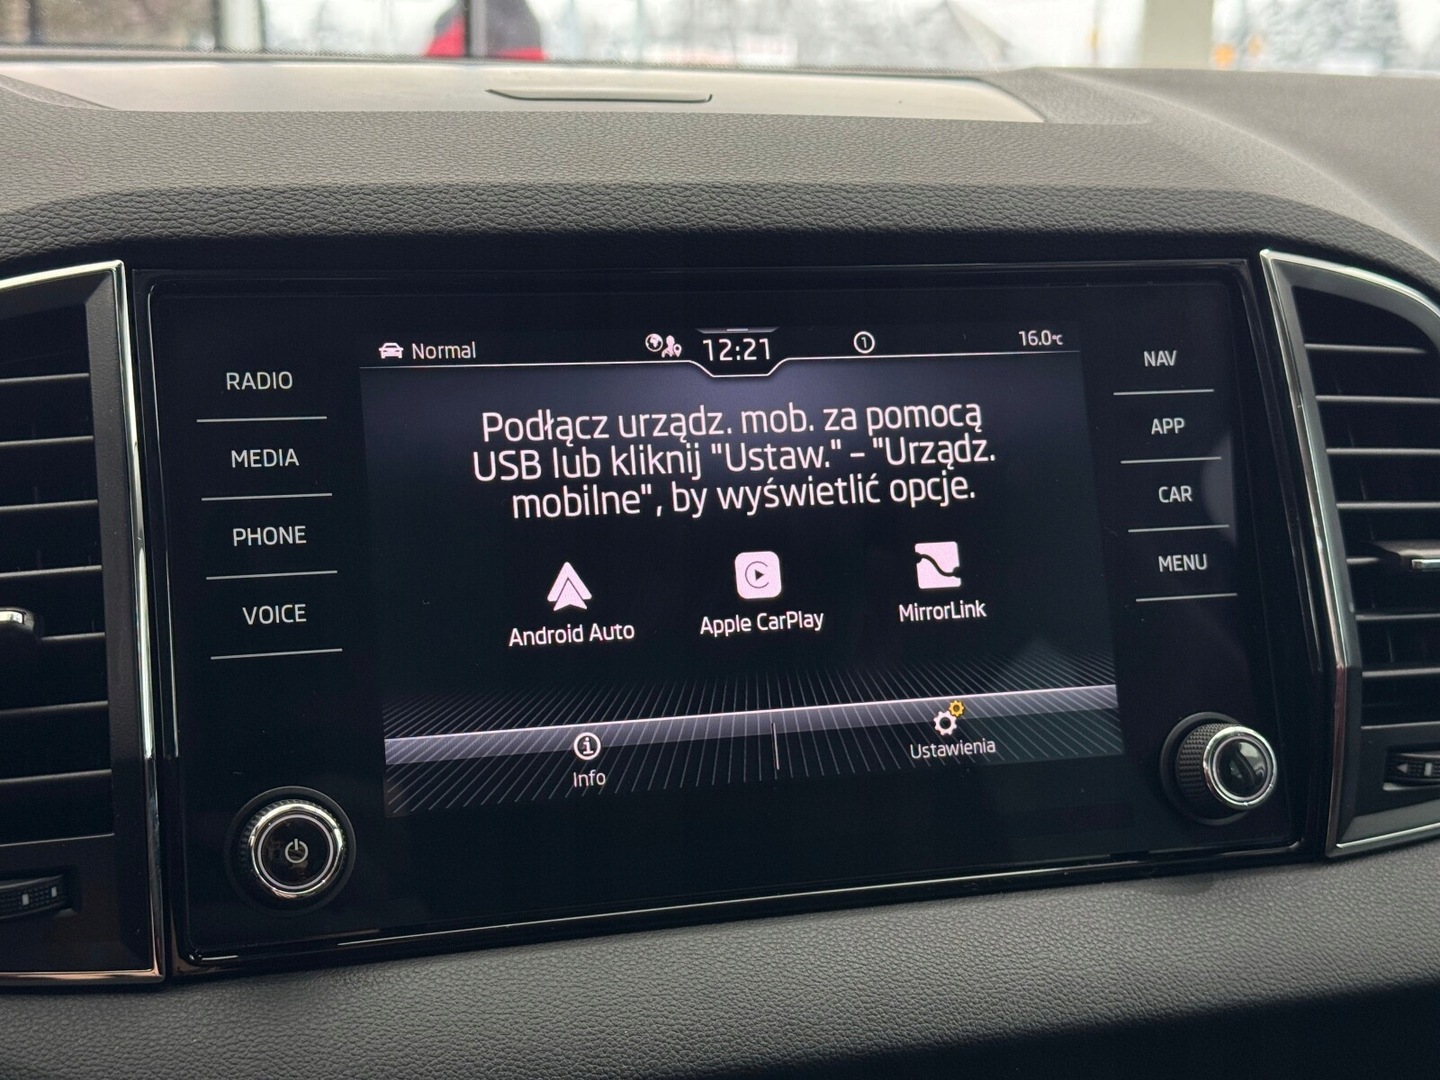 Normal
12:21
1
16.0°C
RADIO
MEDIA
PHONE
VOICE
NAV
APP
CAR
MENU
Podłącz urządz. mob. za pomocą
USB lub kliknij "Ustaw." - "Urządz.
mobilne", by wyświetlić opcje.
Android Auto
Apple CarPlay
MirrorLink
Info
Ustawienia